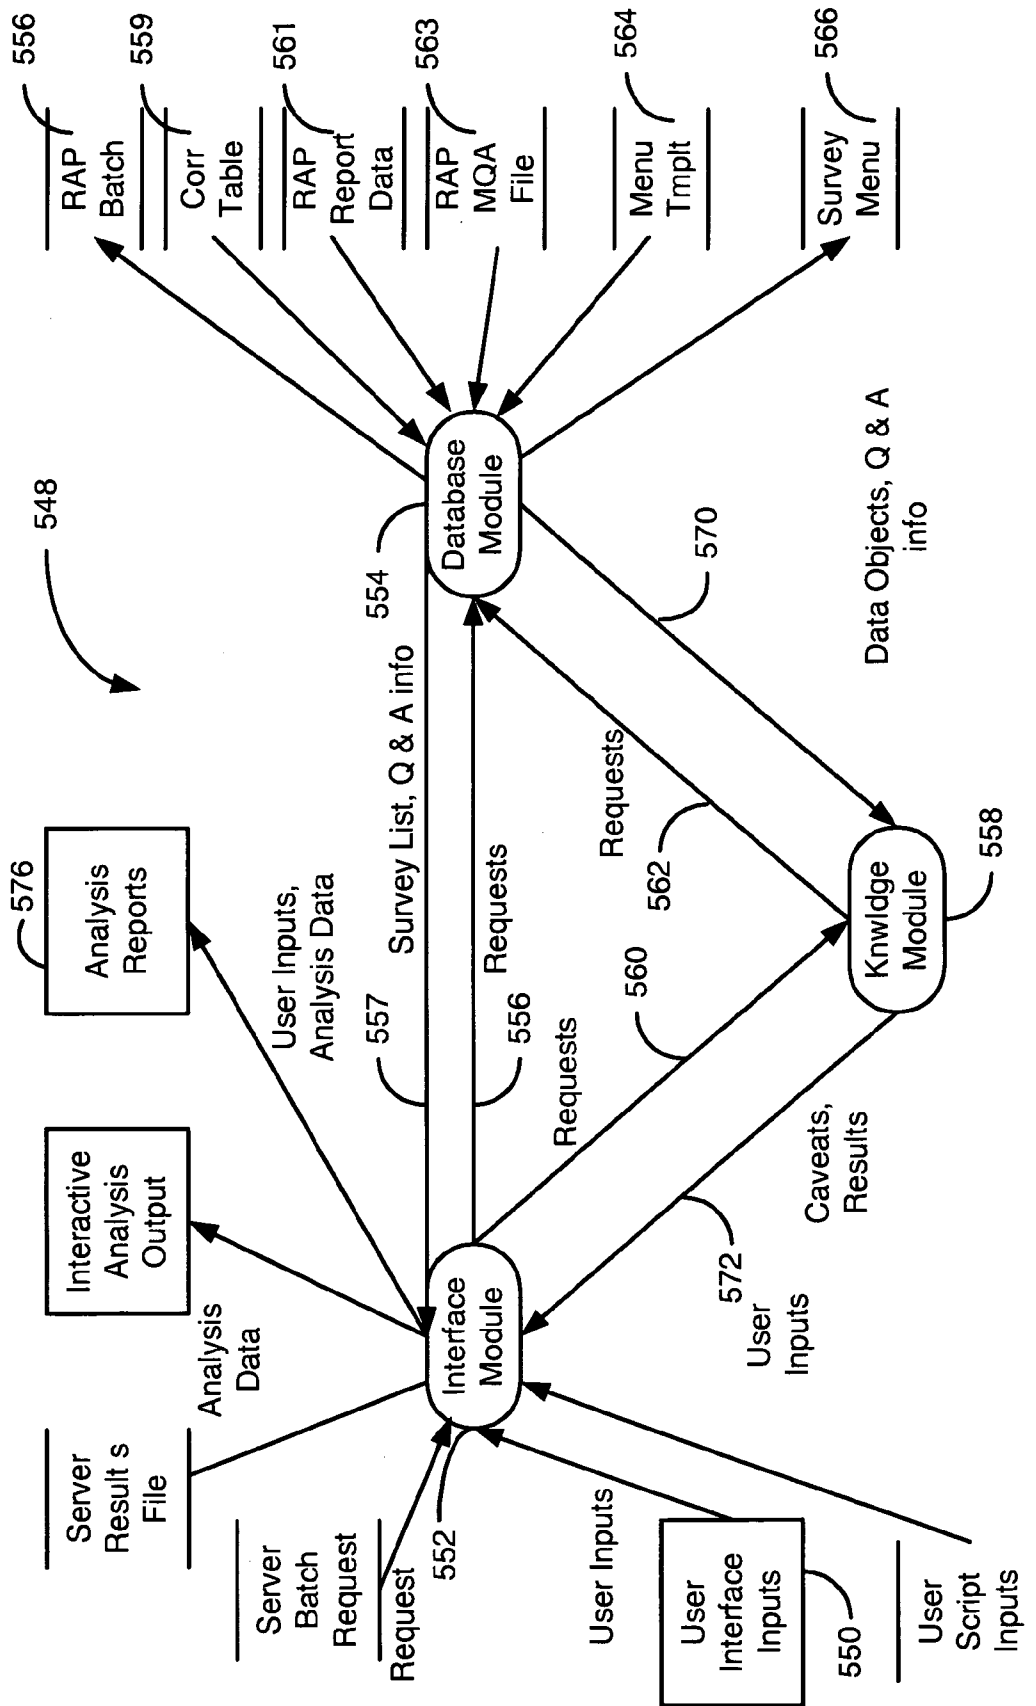 Server
Result s
File
Analysis
Data
Interactive
Analysis
Output
576
Analysis
Reports
User Inputs,
Analysis Data
548
556
RAP
Batch
559
Corr
Table
561
RAP
Report
Data
563
RAP
MQA
File
564
Menu
Tmplt
566
Survey
Menu
Server
Batch
Request
Request
552
Interface
Module
557
Survey List, Q & A info
554
Database
Module
Requests
556
User Inputs
User
Interface
Inputs
550
User
Script
Inputs
Requests
560
572
User
Inputs
Caveats,
Results
Requests
562
570
Data Objects, Q & A
info
Knwldge
Module
558